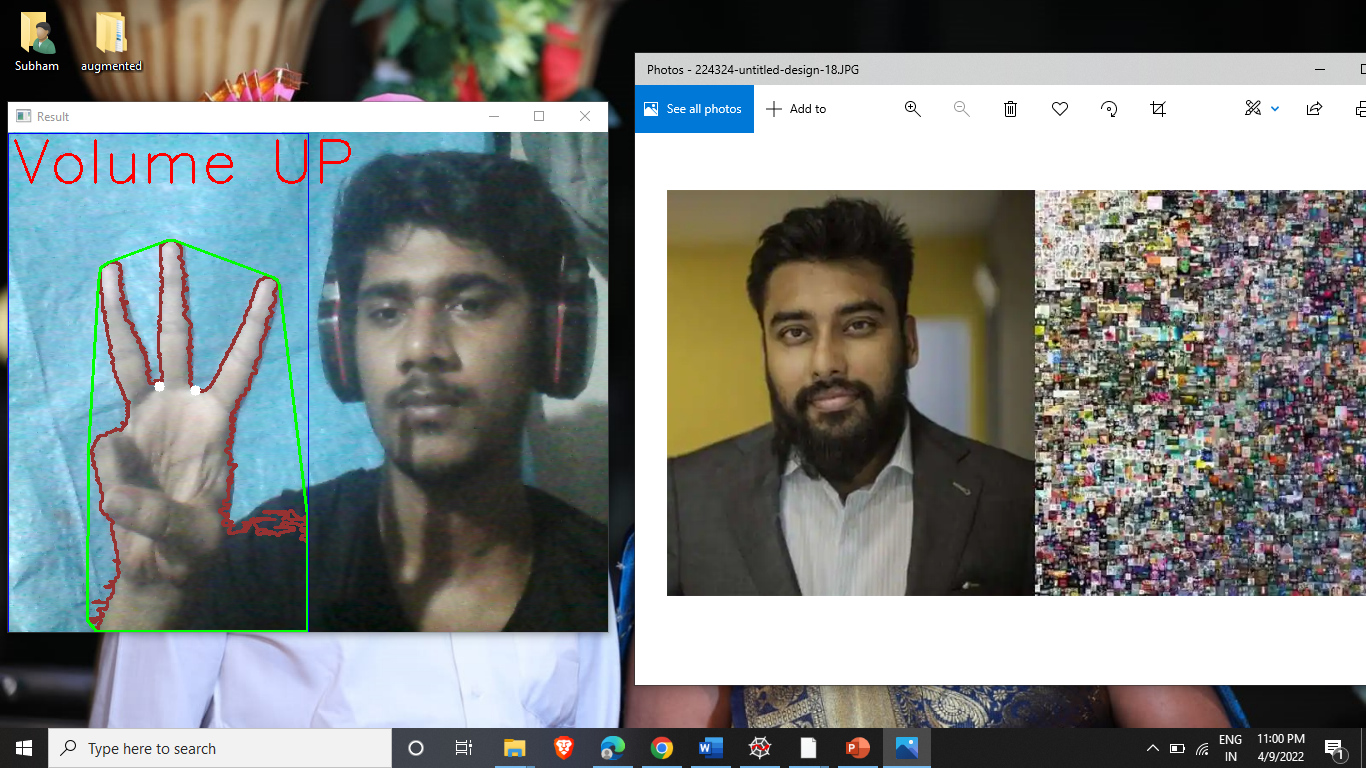 Subham
augmented
Result
Volume UP
Photos - 224324-untitled-design-18.JPG
See all photos
Add to
Type here to search
ENG
IN
11:00 PM
4/9/2022
1